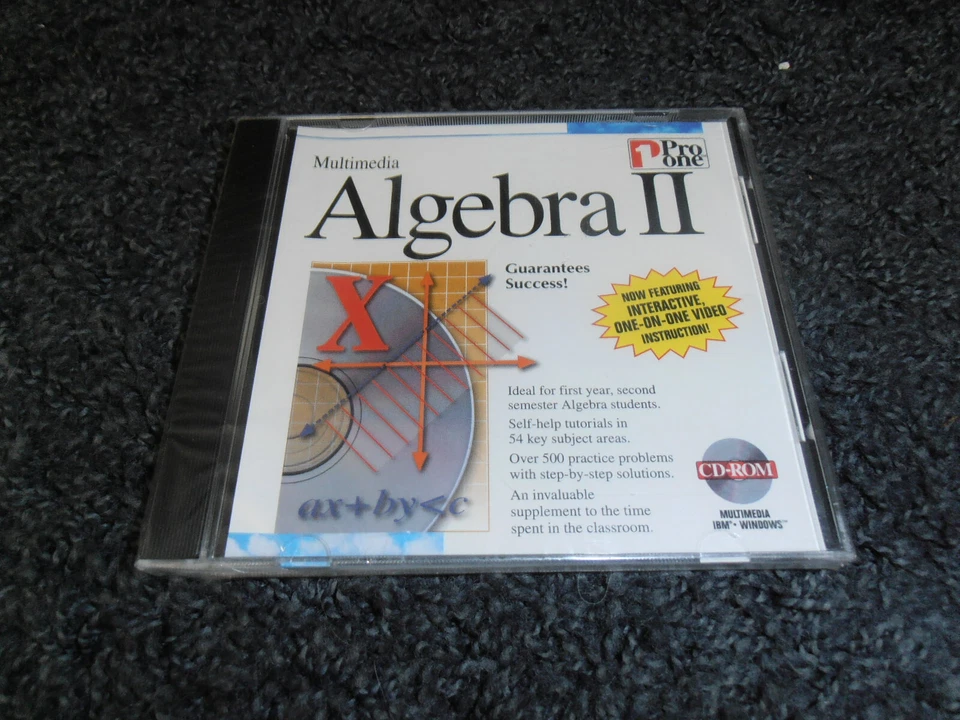 Multimedia
1 Pro
one
Algebra II
Guarantees
Success!
X
NOW FEATURING
INTERACTIVE,
ONE-ON-ONE VIDEO
INSTRUCTION!
Ideal for first year, second
semester Algebra students.
Self-help tutorials in
54 key subject areas.
Over 500 practice problems
with step-by-step solutions.
An invaluable
supplement to the time
spent in the classroom.
ax+by<c
CD-ROM
MULTIMEDIA
IBM® • WINDOWS™